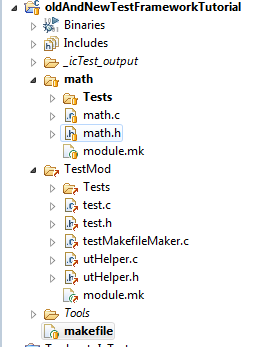 oldAndNewTestFrameworkTutorial
Binaries
Includes
_icTest_output
math
Tests
math.c
math.h
module.mk
TestMod
Tests
test.c
test.h
testMakefileMaker.c
utHelper.c
utHelper.h
module.mk
Tools
makefile